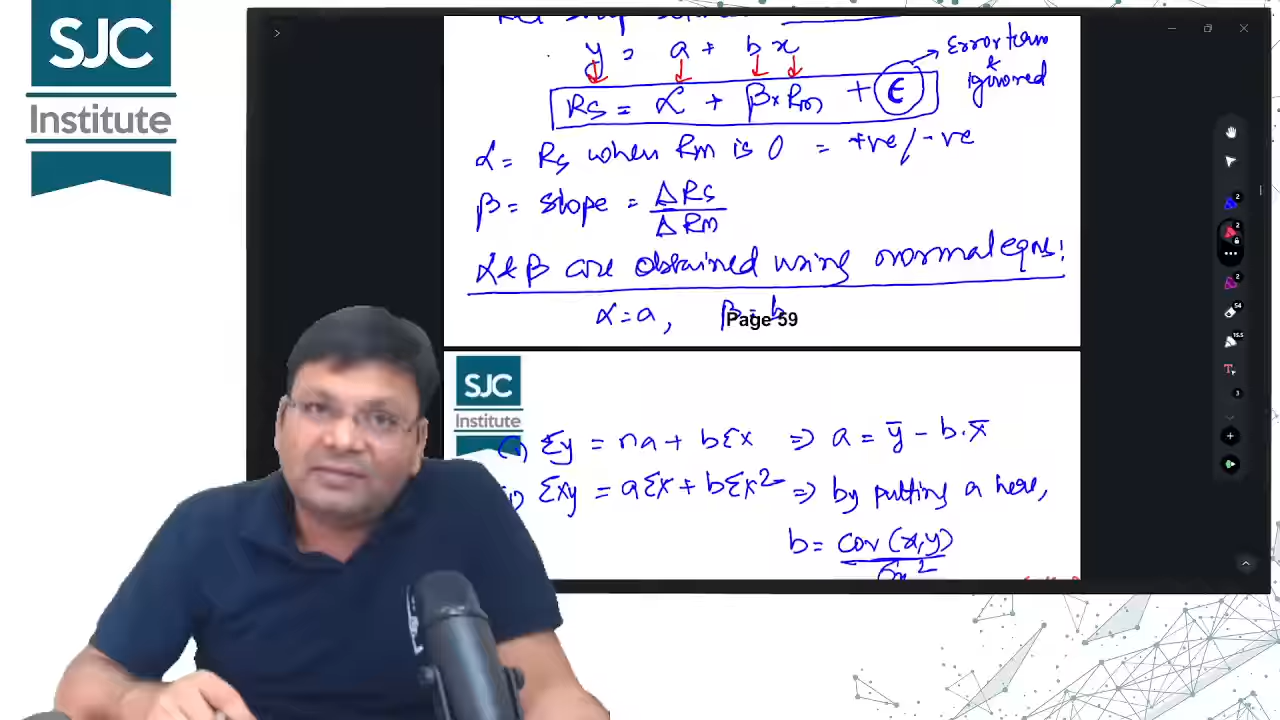 SJC
Institute
y = a + b x
Error term
&
ignored
Rs = α + β × Rm + ϵ
α = Rs when Rm is 0 = +ve/-ve
β = slope = ΔRs
ΔRm
α & β are obtained using normal eqns:
α = a, β = b
Page 59
SJC
Institute
Σy = na + bΣx ⇒ a = ȳ - b.x̄
Σxy = aΣx + bΣx² ⇒ by putting a here,
b = cov (x,y)
σx²